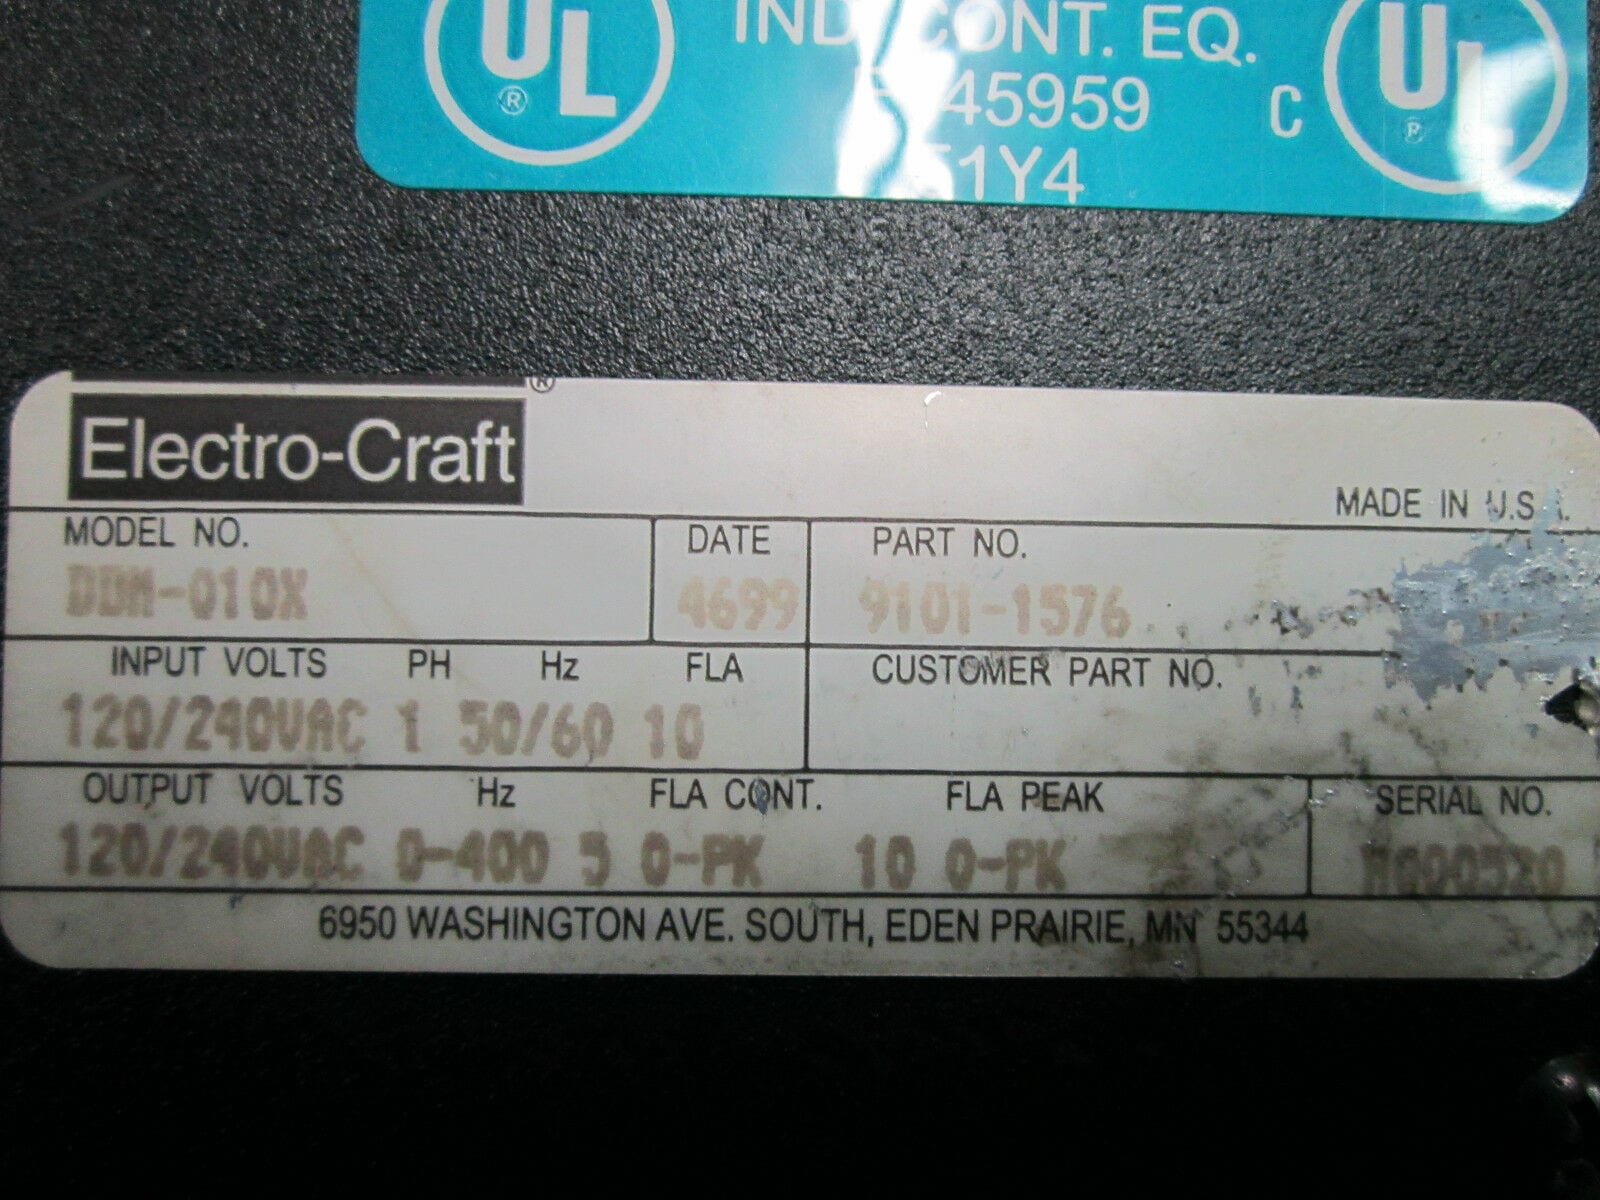 UL
®
IND. CONT. EQ.
45959
51Y4
C
UL
®
Electro-Craft
®
MADE IN U.S
MODEL NO.
DATE
PART NO.
DDM-010X
4699
9101-1576
INPUT VOLTS PH Hz FLA
CUSTOMER PART NO.
120/240VAC 1 50/60 10
OUTPUT VOLTS Hz FLA CONT. FLA PEAK
SERIAL NO.
120/240VAC 0-400 5 0-PK 10 0-PK
6950 WASHINGTON AVE. SOUTH, EDEN PRAIRIE, MN 55344